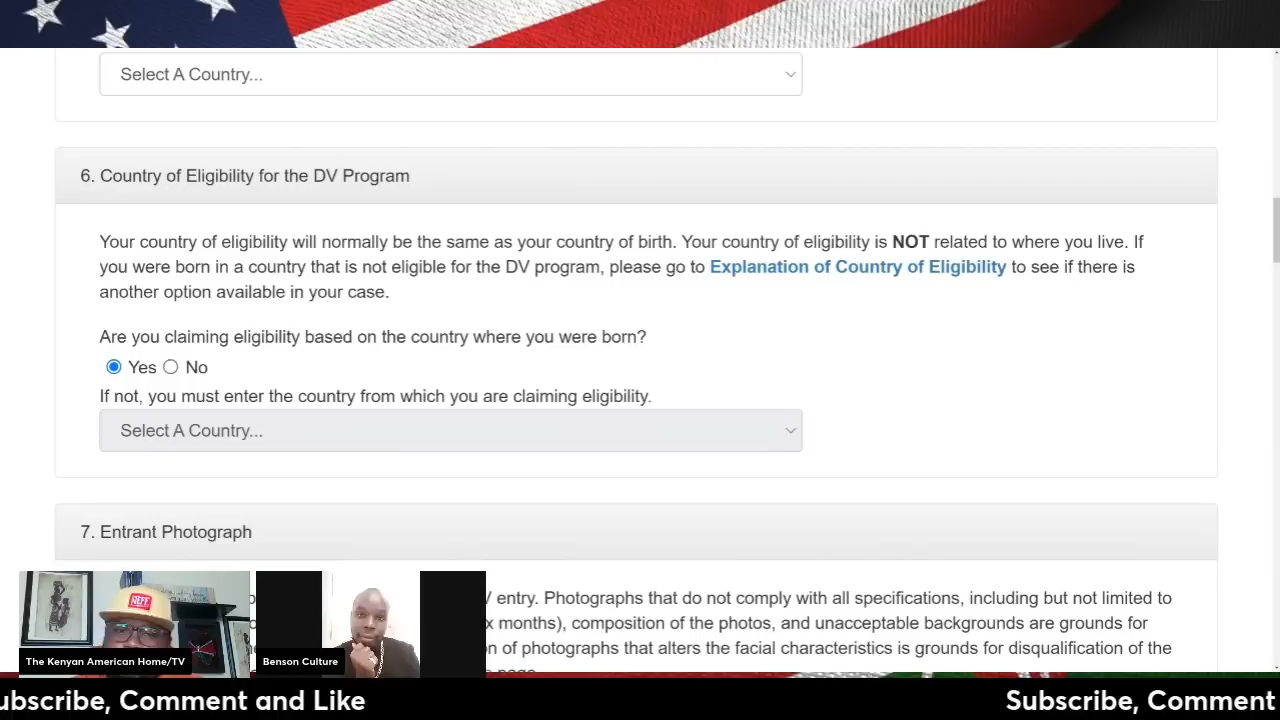 Select A Country...
6. Country of Eligibility for the DV Program
Your country of eligibility will normally be the same as your country of birth. Your country of eligibility is NOT related to where you live. If
you were born in a country that is not eligible for the DV program, please go to Explanation of Country of Eligibility to see if there is
another option available in your case.
Are you claiming eligibility based on the country where you were born?
Yes No
If not, you must enter the country from which you are claiming eligibility.
Select A Country...
7. Entrant Photograph
entry. Photographs that do not comply with all specifications, including but not limited to
months), composition of the photos, and unacceptable backgrounds are grounds for
of photographs that alters the facial characteristics is grounds for disqualification of the
NEFF
The Kenyan American Home/TV
Benson Culture
ubscribe, Comment and Like
Subscribe, Comment